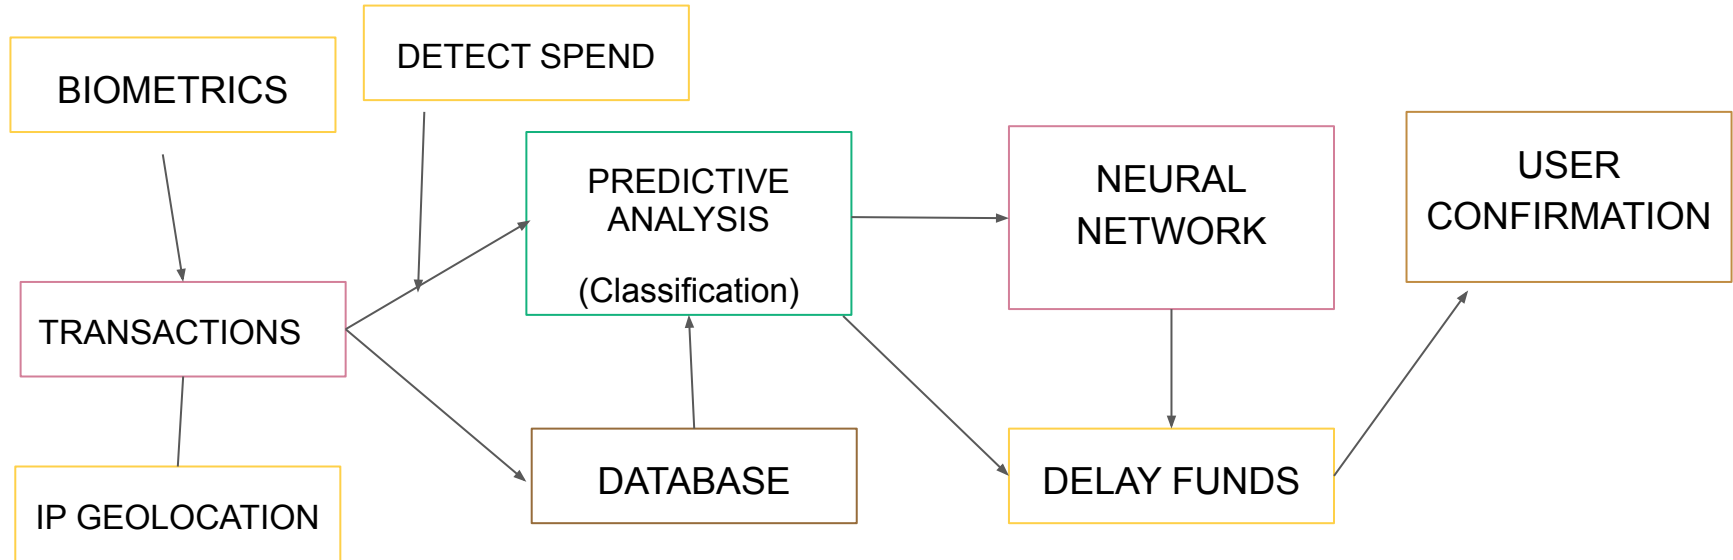 BIOMETRICS
DETECT SPEND
PREDICTIVE
ANALYSIS
(Classification)
NEURAL
NETWORK
USER
CONFIRMATION
TRANSACTIONS
IP GEOLOCATION
DATABASE
DELAY FUNDS